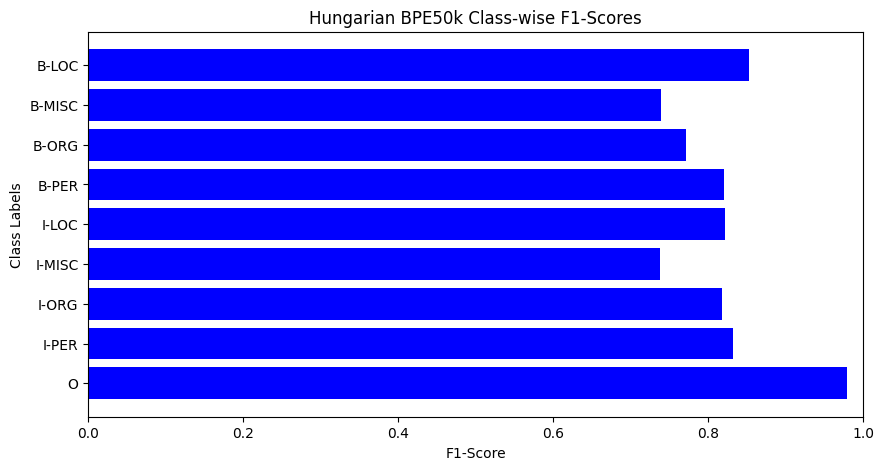 Hungarian BPE50k Class-wise F1-Scores
Class Labels
B-LOC
B-MISC
B-ORG
B-PER
I-LOC
I-MISC
I-ORG
I-PER
O
0.0 0.2 0.4 0.6 0.8 1.0
F1-Score